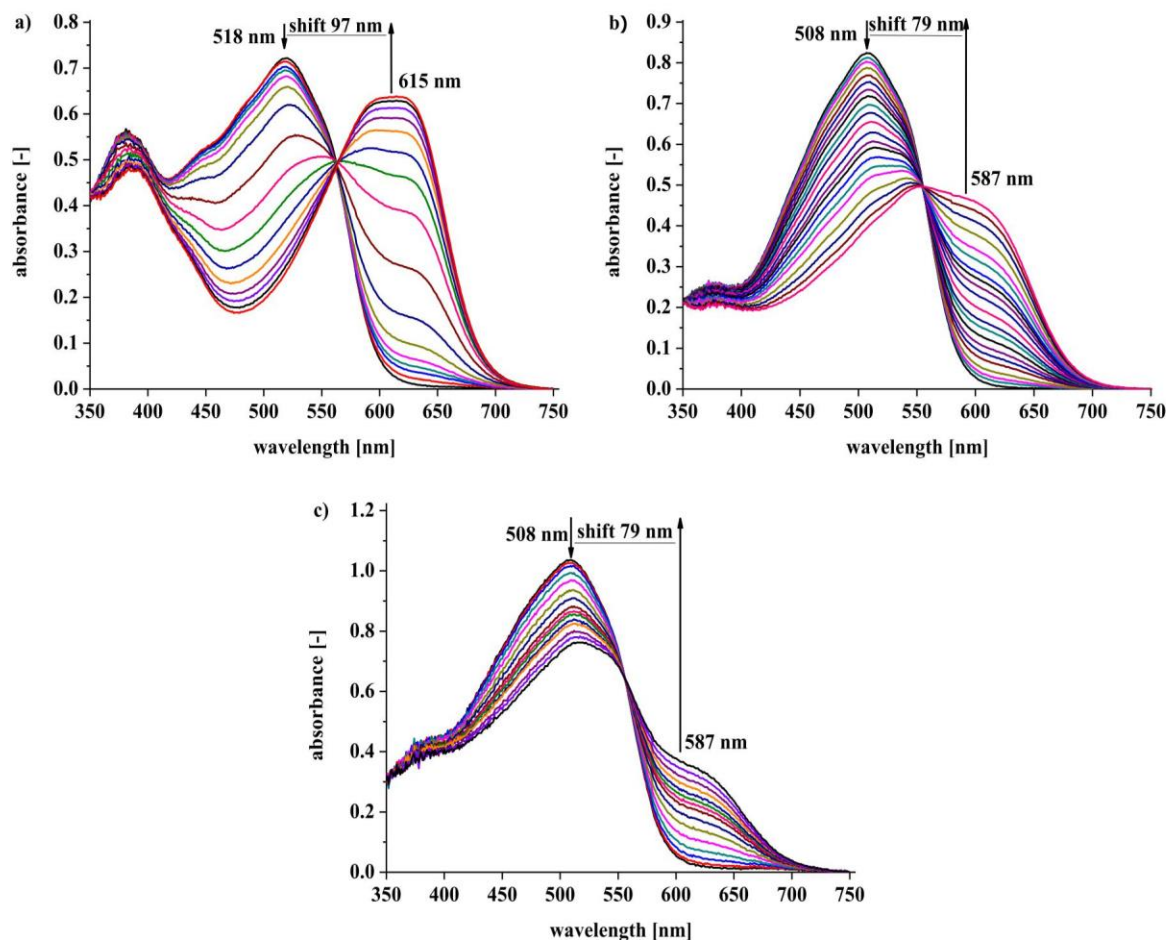 a)
518 nm
shift 97 nm
615 nm
0.8
0.7
0.6
0.5
0.4
0.3
0.2
0.1
0.0
absorbance [-]
350 400 450 500 550 600 650 700 750
wavelength [nm]
b)
508 nm
shift 79 nm
587 nm
0.9
0.8
0.7
0.6
0.5
0.4
0.3
0.2
0.1
0.0
absorbance [-]
350 400 450 500 550 600 650 700 750
wavelength [nm]
c)
508 nm
shift 79 nm
587 nm
1.2
1.0
0.8
0.6
0.4
0.2
0.0
absorbance [-]
350 400 450 500 550 600 650 700 750
wavelength [nm]